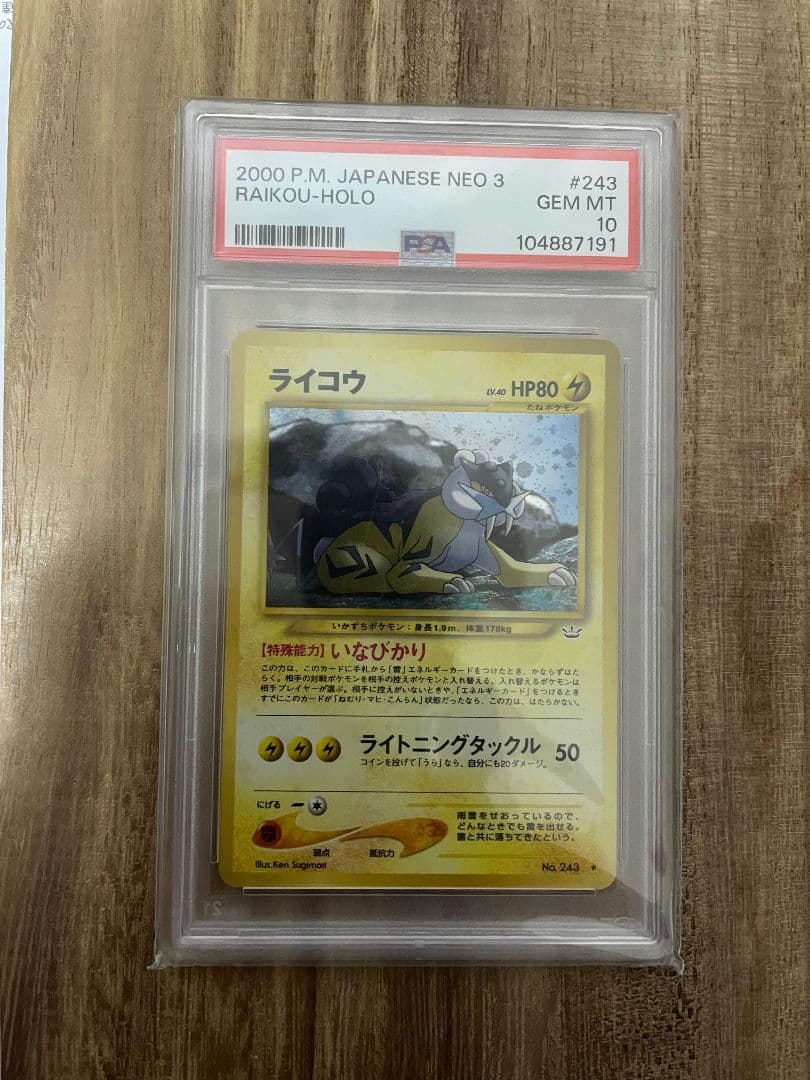 2000 P.M. JAPANESE NEO 3 #243
RAIKOU-HOLO GEM MT
10
PSA 104887191
ライコウ LV.40 HP80
たねポケモン
いかずちポケモン:身長1.9m、体重178kg
【特殊能力】いなびかり
この力は、このカードに手札から「雷」エネルギーカードをつけたとき、かならずはた
らく。相手の対戦ポケモンを相手の控えポケモンと入れ替える。入れ替えるポケモンは
相手プレイヤーが選ぶ。相手に控えがいないときや、「エネルギーカード」をつけるとき
すでにこのカードが「ねむり・マヒ・こんらん」状態だったなら、この力は、はたらかない。
ライトニングタックル 50
コインを投げて「うら」なら、自分にも20ダメージ。
にげる
弱点 抵抗力
Illus. Ken Sugimori
雨雲をせおっているので、
どんなときでも雷を出せる。
雷と共に落ちてきたという。
No. 243 ★